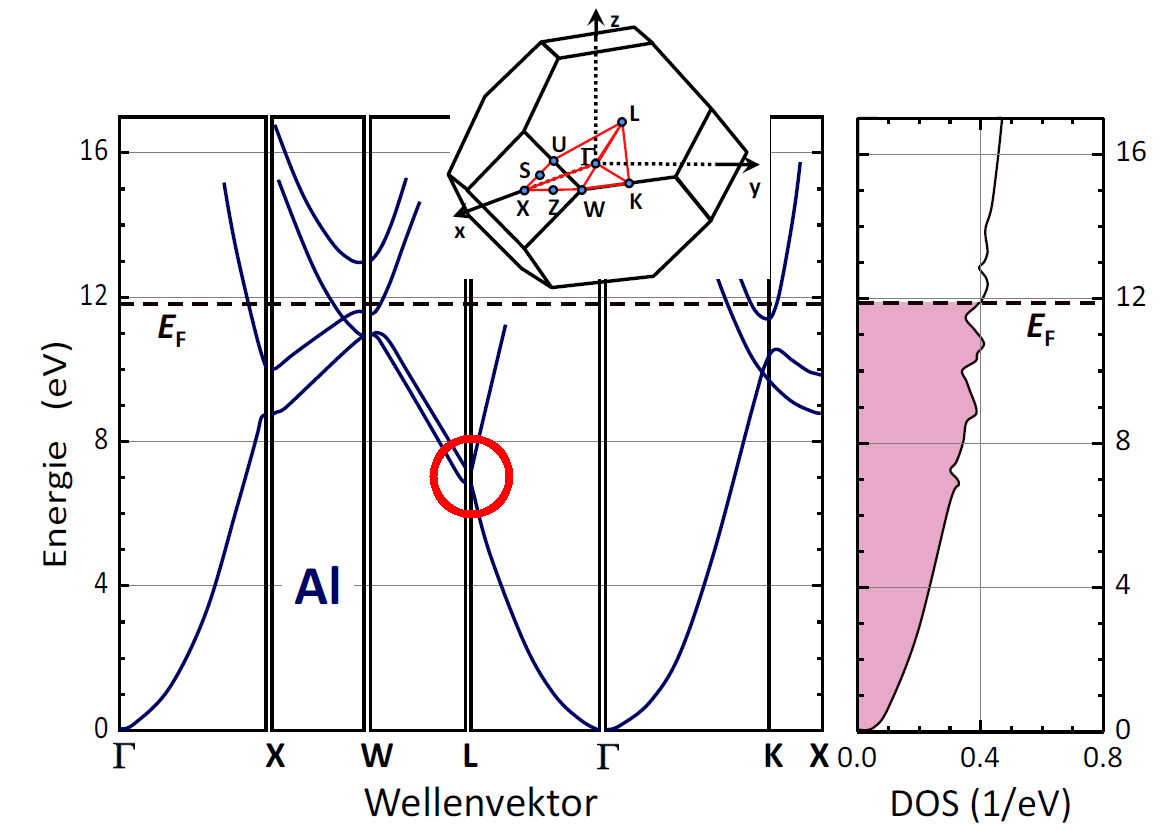 z
L
U
Γ
S
y
X
Z
W
K
x
16
12
8
4
0
Energie (eV)
E_F
Al
Γ X W L Γ K X
Wellenvektor
16
12
8
4
0
E_F
0.0 0.4 0.8
DOS (1/eV)